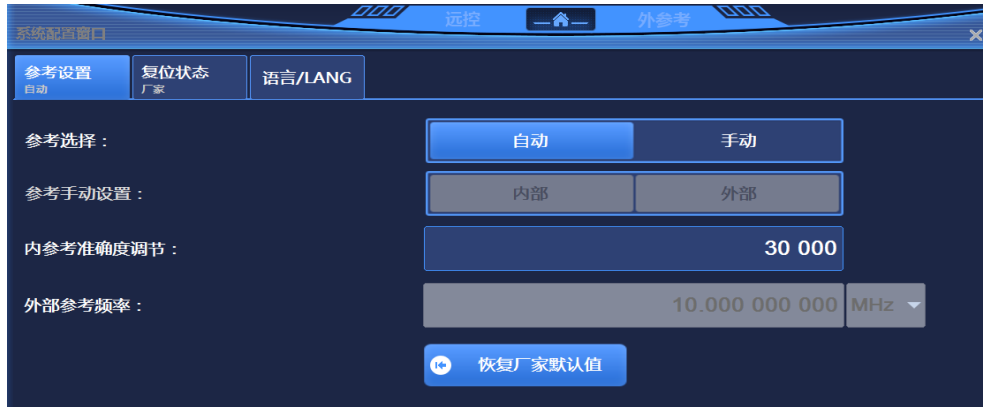 远控 外参考
系统配置窗口
参考设置 复位状态 语言/LANG
自动 厂家
参考选择： 自动 手动
参考手动设置： 内部 外部
内参考准确度调节： 30 000
外部参考频率： 10.000 000 000 MHz
恢复厂家默认值